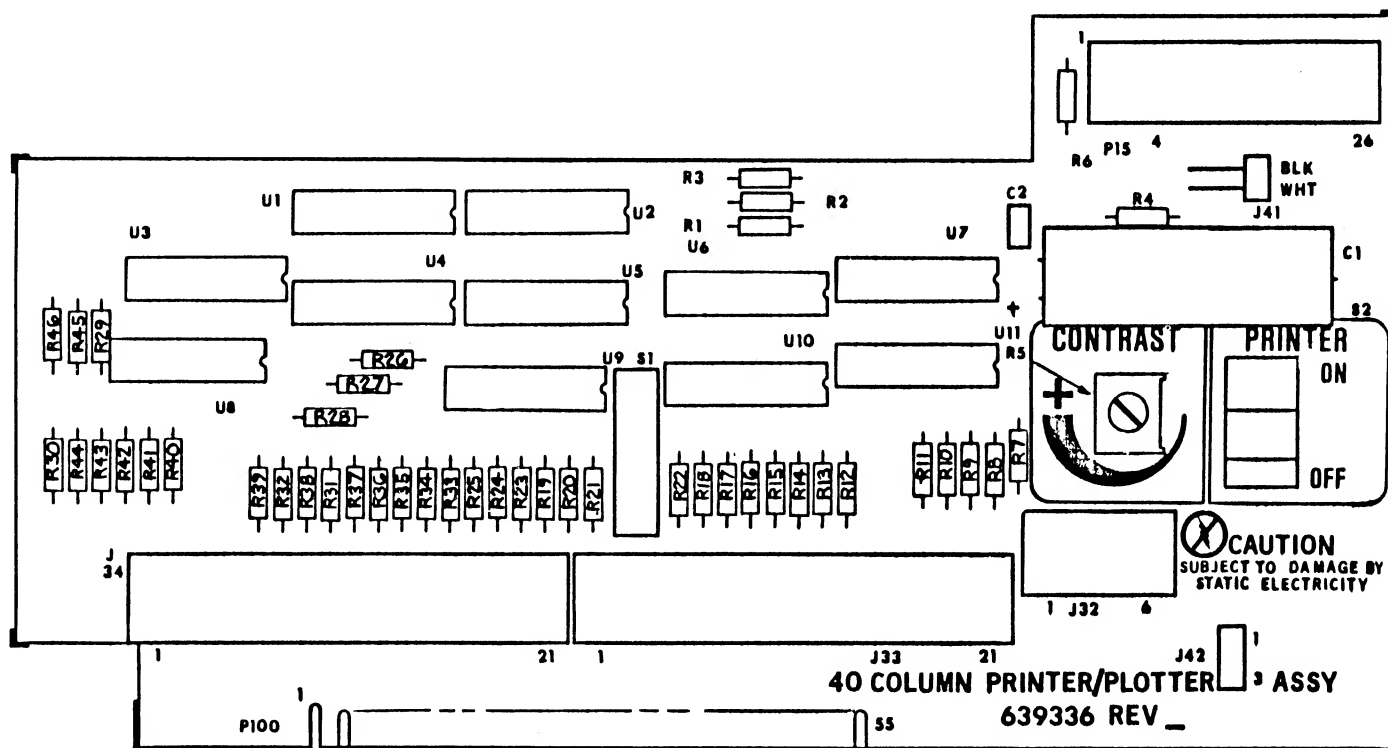 1
R6 P15 4 26
BLK
WHT
J41
R3
R2
R1
U1
U2
C2
R4
C1
U3
U4
U5
U6
U7
+
S2
R46
R45
R29
R26
R27
R28
U8
U9 S1
U10
U11
R5
CONTRAST
+
PRINTER
ON
OFF
R30
R44
R43
R42
R41
R40
R39
R32
R38
R31
R37
R36
R35
R34
R33
R25
R24
R23
R19
R20
R21
R22
R18
R17
R16
R15
R14
R13
R12
R11
R10
R9
R8
R7
J
34
1 21
1 J33 21
1 J32 6
CAUTION
SUBJECT TO DAMAGE BY
STATIC ELECTRICITY
J42 1
3
40 COLUMN PRINTER/PLOTTER ASSY
639336 REV _
P100 1 55